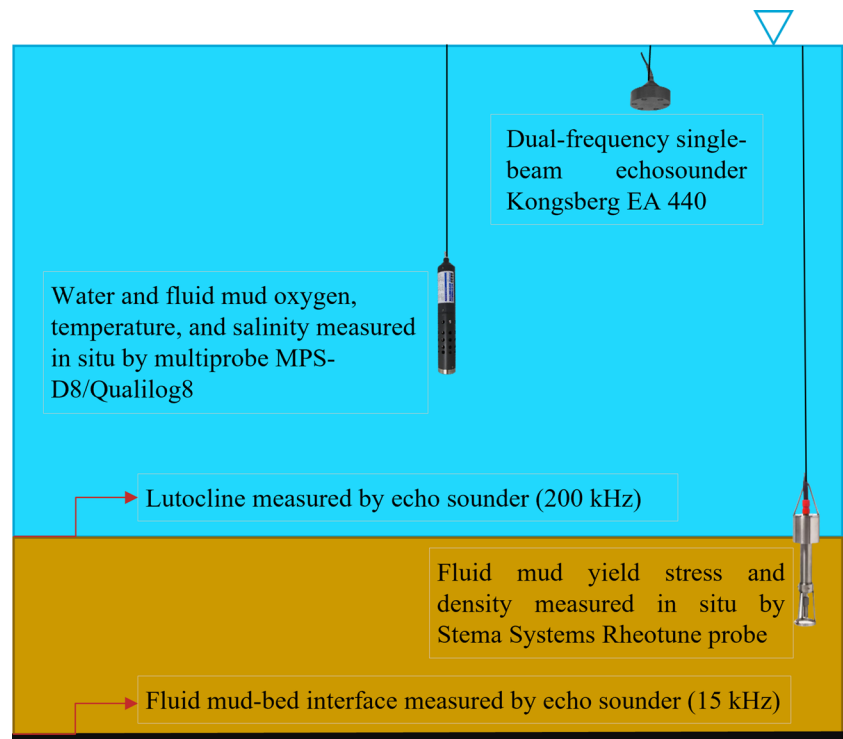 Dual-frequency single-
beam echosounder
Kongsberg EA 440
Water and fluid mud oxygen,
temperature, and salinity measured
in situ by multiprobe MPS-
D8/Qualilog8
Lutocline measured by echo sounder (200 kHz)
Fluid mud yield stress and
density measured in situ by
Stema Systems Rheotune probe
Fluid mud-bed interface measured by echo sounder (15 kHz)